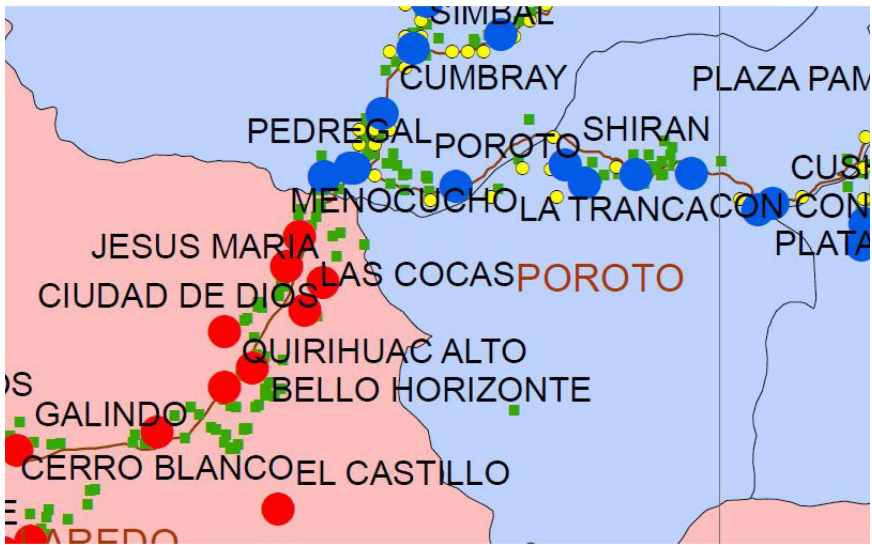 SIMBAL
CUMBRAY
PLAZA PAM
PEDREGAL
POROTO
SHIRAN
CUSH
MENOCUCHO
LA TRANCA
CON CON
PLATA
JESUS MARIA
LAS COCAS
POROTO
CIUDAD DE DIOS
QUIRIHUAC ALTO
OS
BELLO HORIZONTE
GALINDO
CERRO BLANCO
EL CASTILLO
E
LAREDO